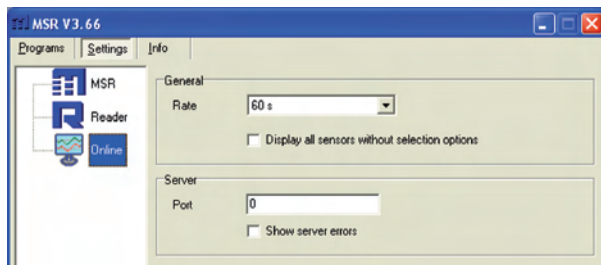 MSR V3.66
Programs Settings Info
MSR
Reader
Online
General
Rate 60 s
Display all sensors without selection options
Server
Port 0
Show server errors